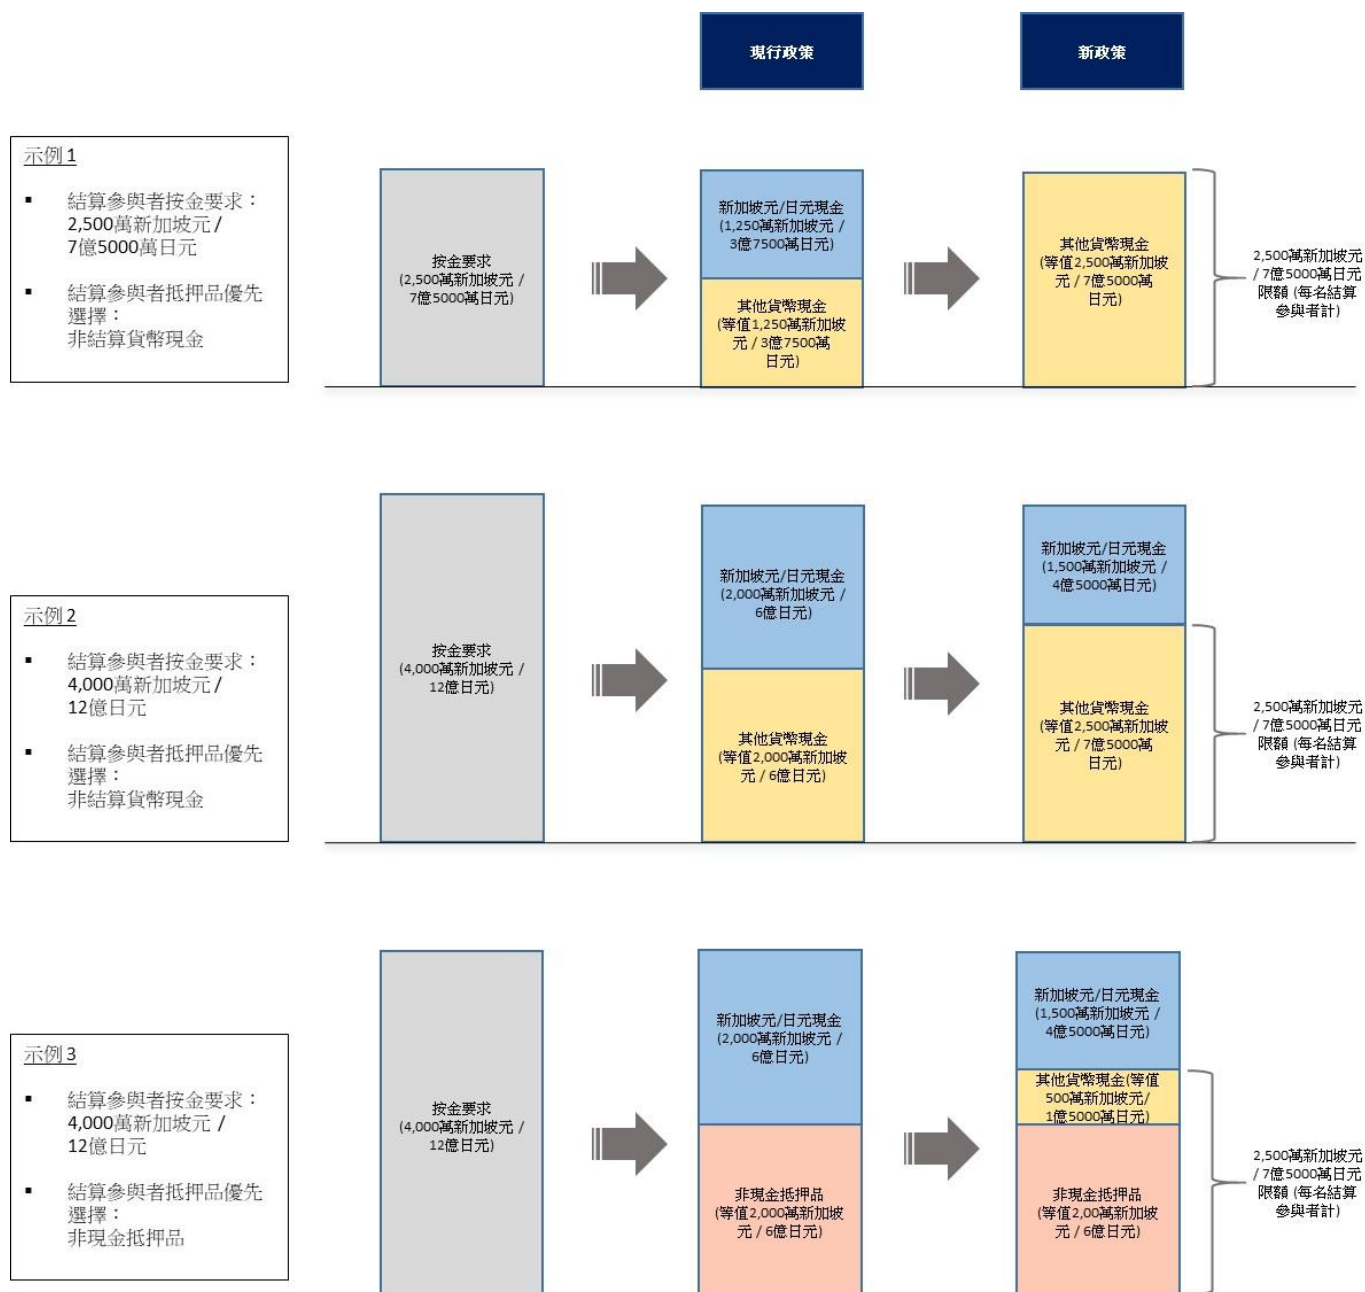 現行政策
新政策
示例 1
▪ 結算參與者按金要求：
2,500萬新加坡元 /
7億5000萬日元
▪ 結算參與者抵押品優先
選擇：
非結算貨幣現金
按金要求
(2,500萬新加坡元 /
7億5000萬日元)
新加坡元/日元現金
(1,250萬新加坡元 /
3億7500萬日元)
其他貨幣現金
(等值1,250萬新加坡
元 / 3億7500萬
日元)
其他貨幣現金
(等值2,500萬新加坡
元 / 7億5000萬
日元)
2,500萬新加坡元
/ 7億5000萬日元
限額 (每名結算
參與者計)
示例 2
▪ 結算參與者按金要求：
4,000萬新加坡元 /
12億日元
▪ 結算參與者抵押品優先
選擇：
非結算貨幣現金
按金要求
(4,000萬新加坡元 /
12億日元)
新加坡元/日元現金
(2,000萬新加坡元 /
6億日元)
其他貨幣現金
(等值2,000萬新加坡
元 / 6億日元)
新加坡元/日元現金
(1,500萬新加坡元 /
4億5000萬日元)
其他貨幣現金
(等值2,500萬新加坡
元 / 7億5000萬
日元)
2,500萬新加坡元
/ 7億5000萬日元
限額 (每名結算
參與者計)
示例 3
▪ 結算參與者按金要求：
4,000萬新加坡元 /
12億日元
▪ 結算參與者抵押品優先
選擇：
非現金抵押品
按金要求
(4,000萬新加坡元 /
12億日元)
新加坡元/日元現金
(2,000萬新加坡元 /
6億日元)
非現金抵押品
(等值2,000萬新加坡
元 / 6億日元)
新加坡元/日元現金
(1,500萬新加坡元 /
4億5000萬日元)
其他貨幣現金(等值
500萬新加坡元/
1億5000萬日元)
非現金抵押品
(等值2,00萬新加坡
元 / 6億日元)
2,500萬新加坡元
/ 7億5000萬日元
限額 (每名結算
參與者計)